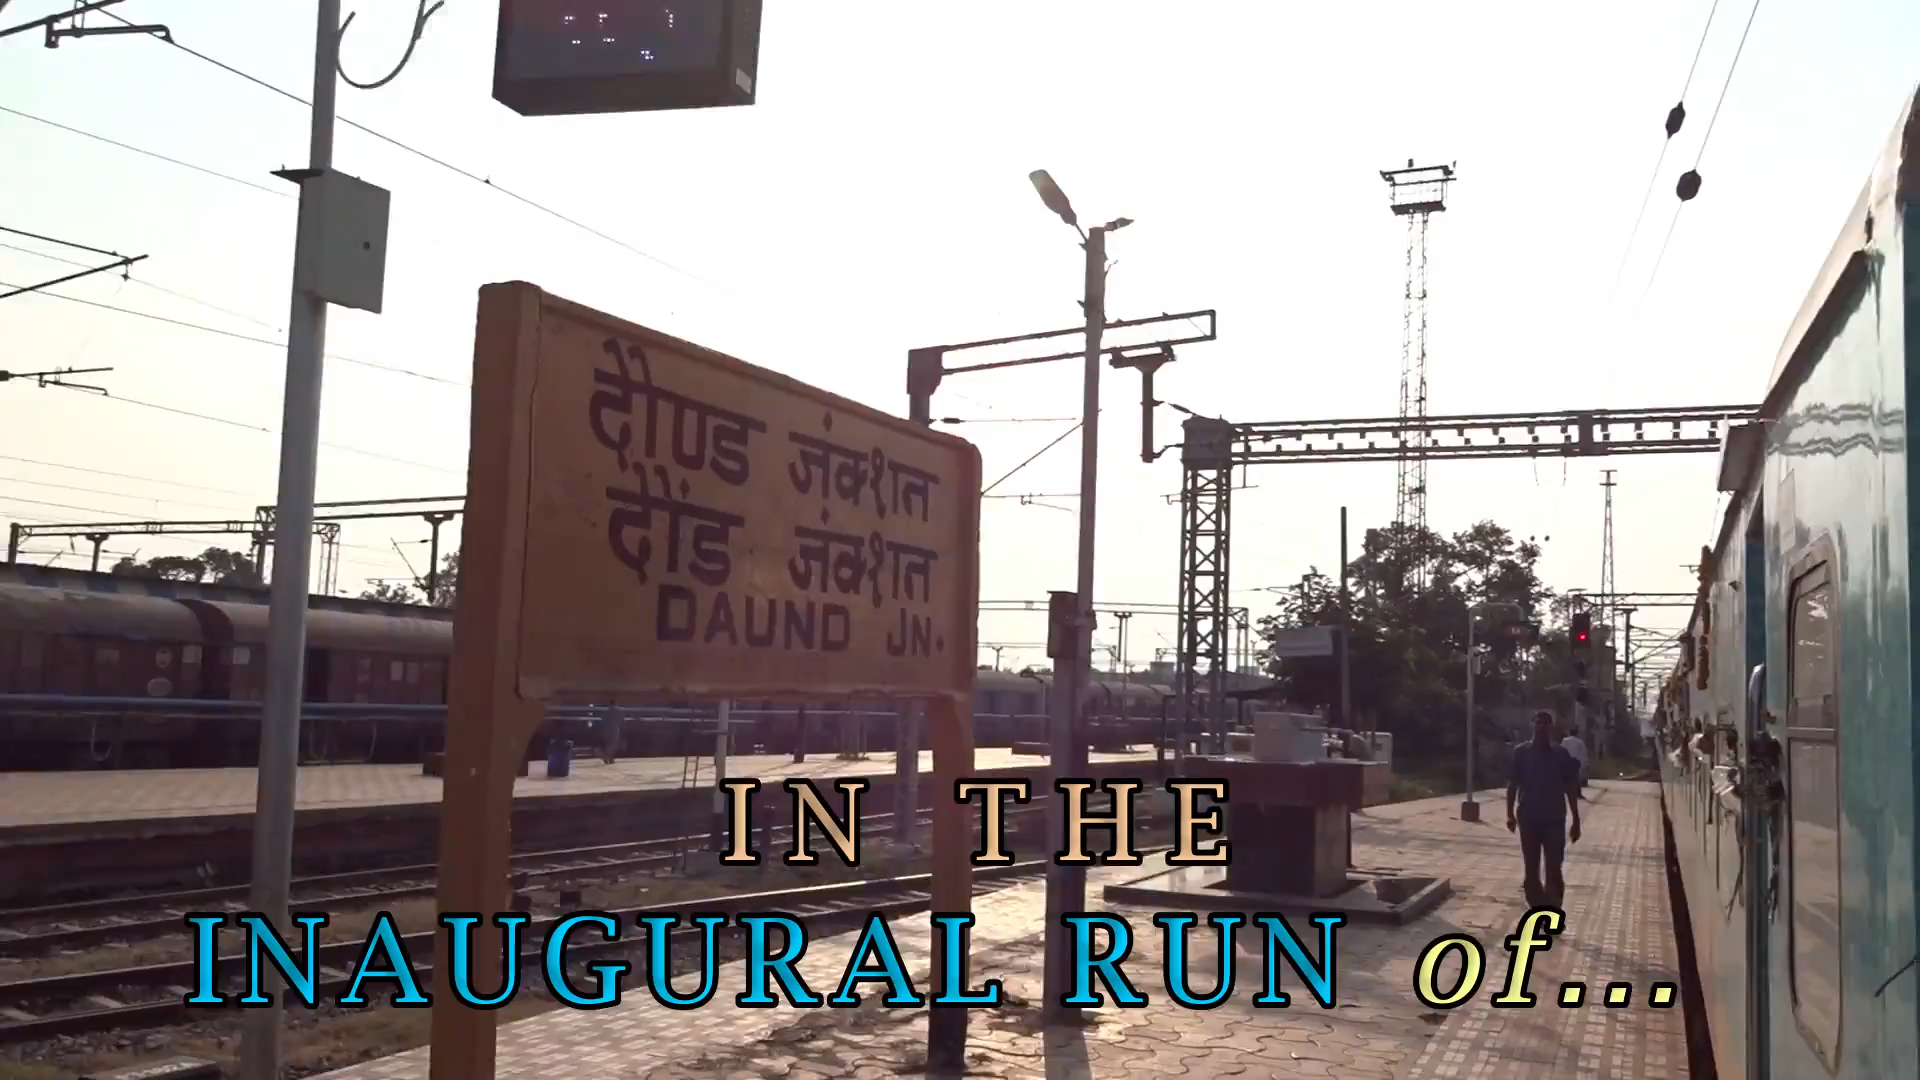 दौण्ड जंक्शन
दौंड जंक्शन
DAUND JN.
IN THE
INAUGURAL RUN of...